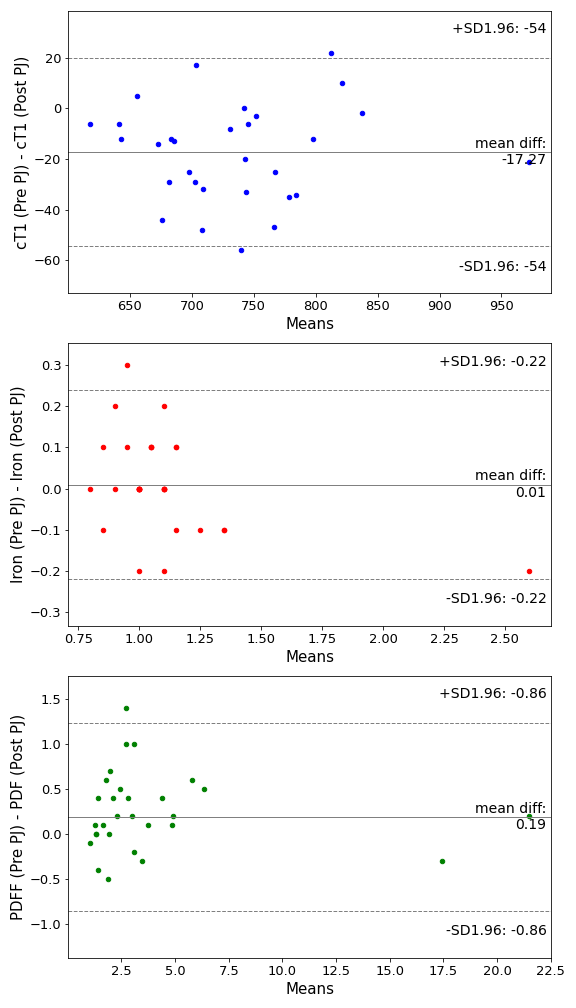 +SD1.96: -54
20
0
−20
−40
−60
cT1 (Pre PJ) - cT1 (Post PJ)
mean diff:
-17.27
-SD1.96: -54
650 700 750 800 850 900 950
Means
+SD1.96: -0.22
0.3
0.2
0.1
0.0
−0.1
−0.2
−0.3
Iron (Pre PJ) - Iron (Post PJ)
mean diff:
0.01
-SD1.96: -0.22
0.75 1.00 1.25 1.50 1.75 2.00 2.25 2.50
Means
+SD1.96: -0.86
1.5
1.0
0.5
0.0
−0.5
−1.0
PDFF (Pre PJ) - PDF (Post PJ)
mean diff:
0.19
-SD1.96: -0.86
2.5 5.0 7.5 10.0 12.5 15.0 17.5 20.0 22.5
Means